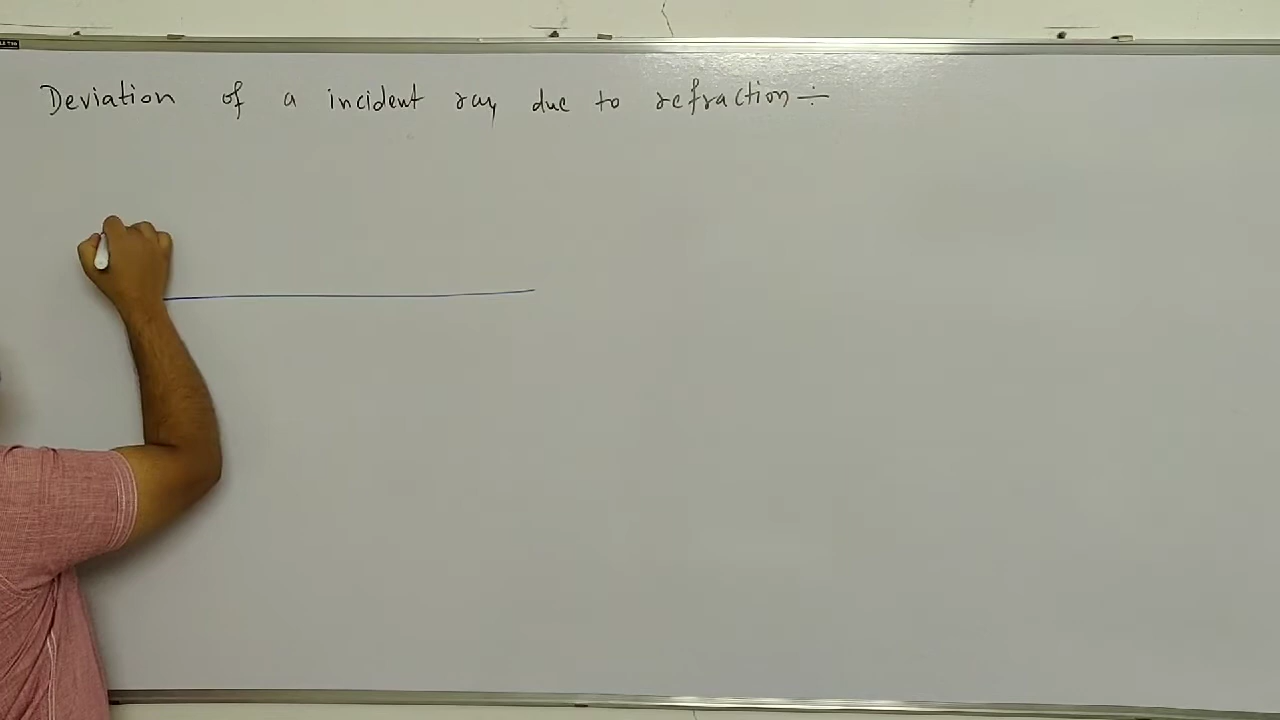 Deviation of a incident ray due to refraction :-